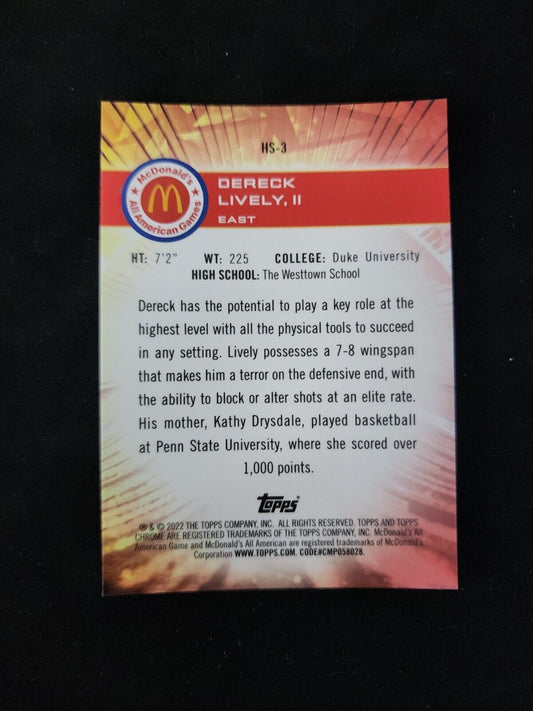 HS-3
McDonald's
All American Games
DERECK
LIVELY, II
EAST
HT: 7'2" WT: 225 COLLEGE: Duke University
HIGH SCHOOL: The Westtown School
Dereck has the potential to play a key role at the
highest level with all the physical tools to succeed
in any setting. Lively possesses a 7-8 wingspan
that makes him a terror on the defensive end, with
the ability to block or alter shots at an elite rate.
His mother, Kathy Drysdale, played basketball
at Penn State University, where she scored over
1,000 points.
topps®
® & © 2022 THE TOPPS COMPANY, INC. ALL RIGHTS RESERVED. TOPPS AND TOPPS
CHROME ARE REGISTERED TRADEMARKS OF THE TOPPS COMPANY, INC. McDonald's All
American Game and McDonald's All American are registered trademarks of McDonald's
Corporation WWW.TOPPS.COM. CODE#CMP058028.